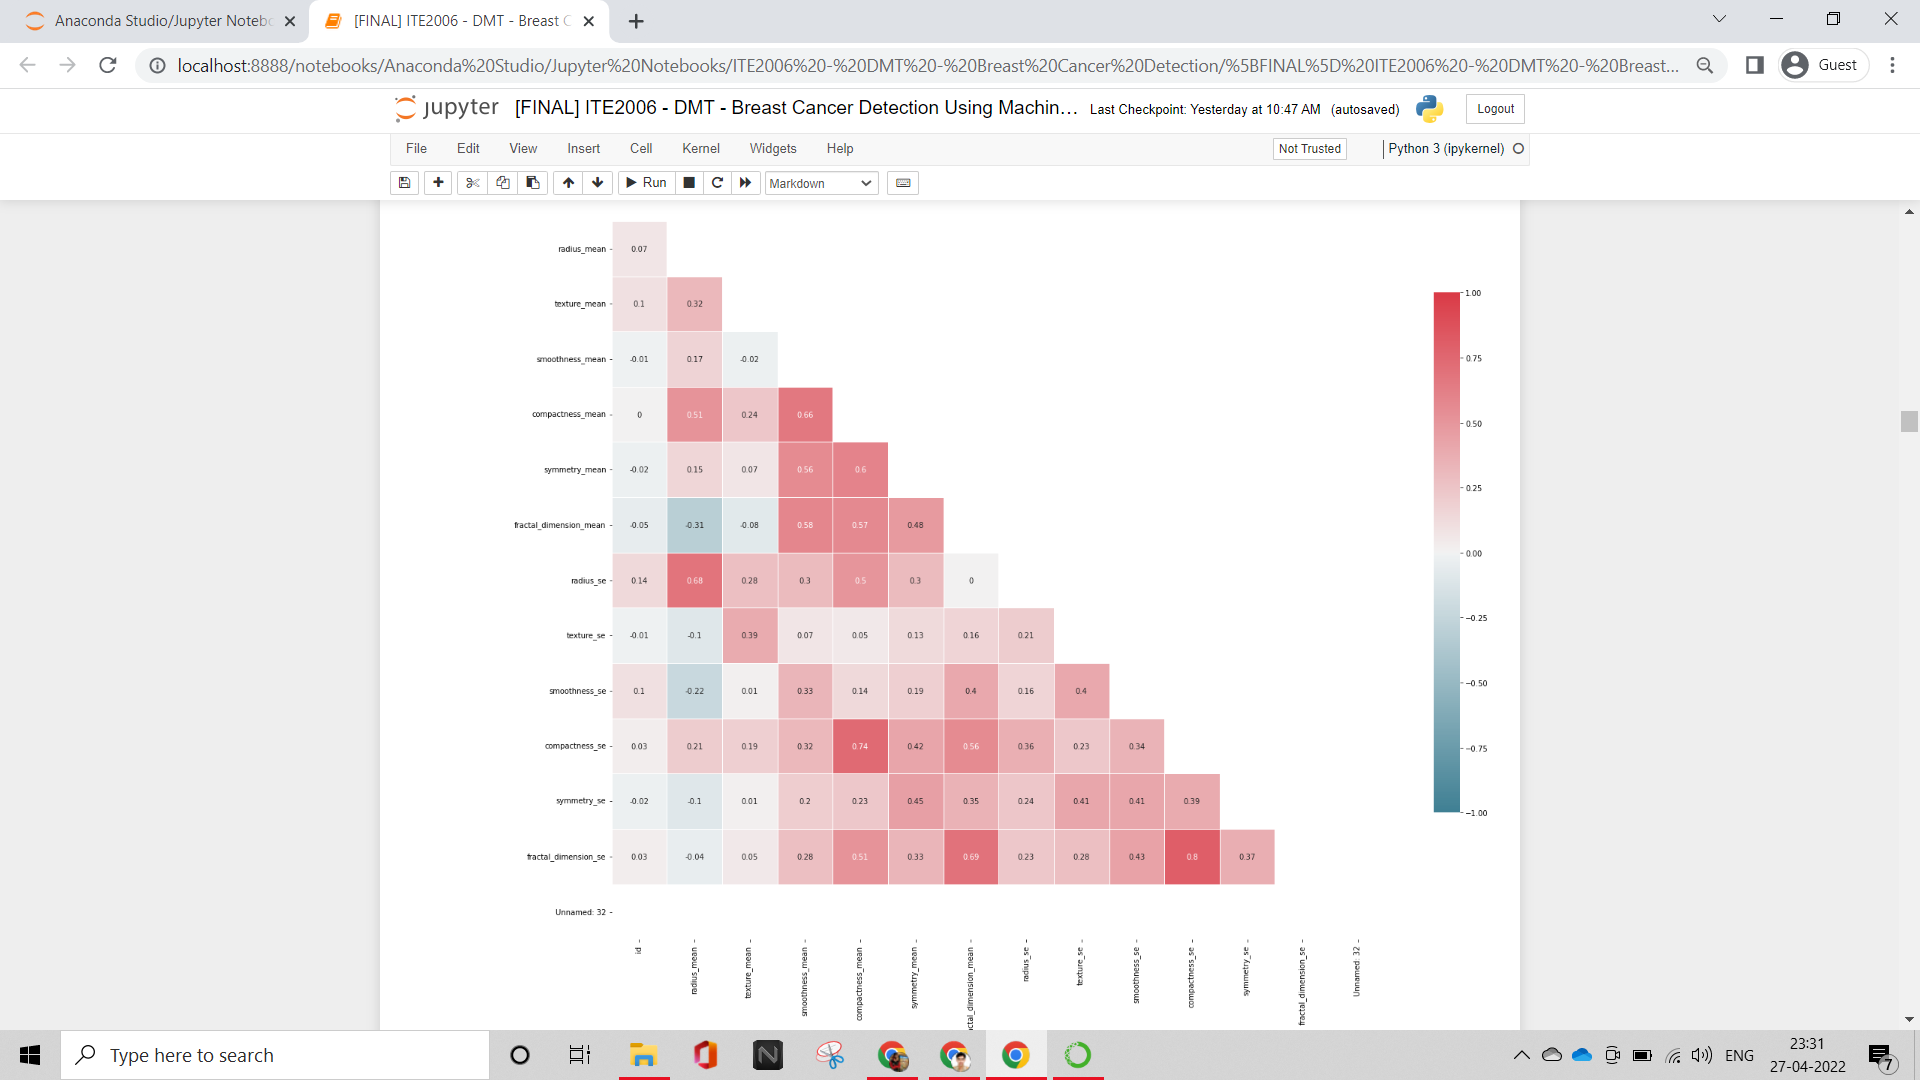 Anaconda Studio/Jupyter Noteb
[FINAL] ITE2006 - DMT - Breast C
localhost:8888/notebooks/Anaconda%20Studio/Jupyter%20Notebooks/ITE2006%20-%20DMT%20-%20Breast%20Cancer%20Detection/%5BFINAL%5D%20ITE2006%20-%20DMT%20-%20Breast...
Guest
jupyter [FINAL] ITE2006 - DMT - Breast Cancer Detection Using Machin... Last Checkpoint: Yesterday at 10:47 AM (autosaved)
Logout
File Edit View Insert Cell Kernel Widgets Help
Not Trusted
Python 3 (ipykernel)
Run
Markdown
radius_mean 0.07
texture_mean 0.1 0.32
smoothness_mean -0.01 0.17 -0.02
compactness_mean 0 0.51 0.24 0.66
symmetry_mean -0.02 0.15 0.07 0.56 0.6
fractal_dimension_mean -0.05 -0.31 -0.08 0.58 0.57 0.48
radius_se 0.14 0.68 0.28 0.3 0.5 0.3 0
texture_se -0.01 -0.1 0.39 0.07 0.05 0.13 0.16 0.21
smoothness_se 0.1 -0.22 0.01 0.33 0.14 0.19 0.4 0.16 0.4
compactness_se 0.03 0.21 0.19 0.32 0.74 0.42 0.56 0.36 0.23 0.34
symmetry_se -0.02 -0.1 0.01 0.2 0.23 0.45 0.35 0.24 0.41 0.41 0.39
fractal_dimension_se 0.03 -0.04 0.05 0.28 0.51 0.33 0.69 0.23 0.28 0.43 0.8 0.37
Unnamed: 32
id
radius_mean
texture_mean
smoothness_mean
compactness_mean
symmetry_mean
ctal_dimension_mean
radius_se
texture_se
smoothness_se
compactness_se
symmetry_se
fractal_dimension_se
Unnamed: 32
1.00
0.75
0.50
0.25
0.00
−0.25
−0.50
−0.75
−1.00
Type here to search
ENG
23:31
27-04-2022
7